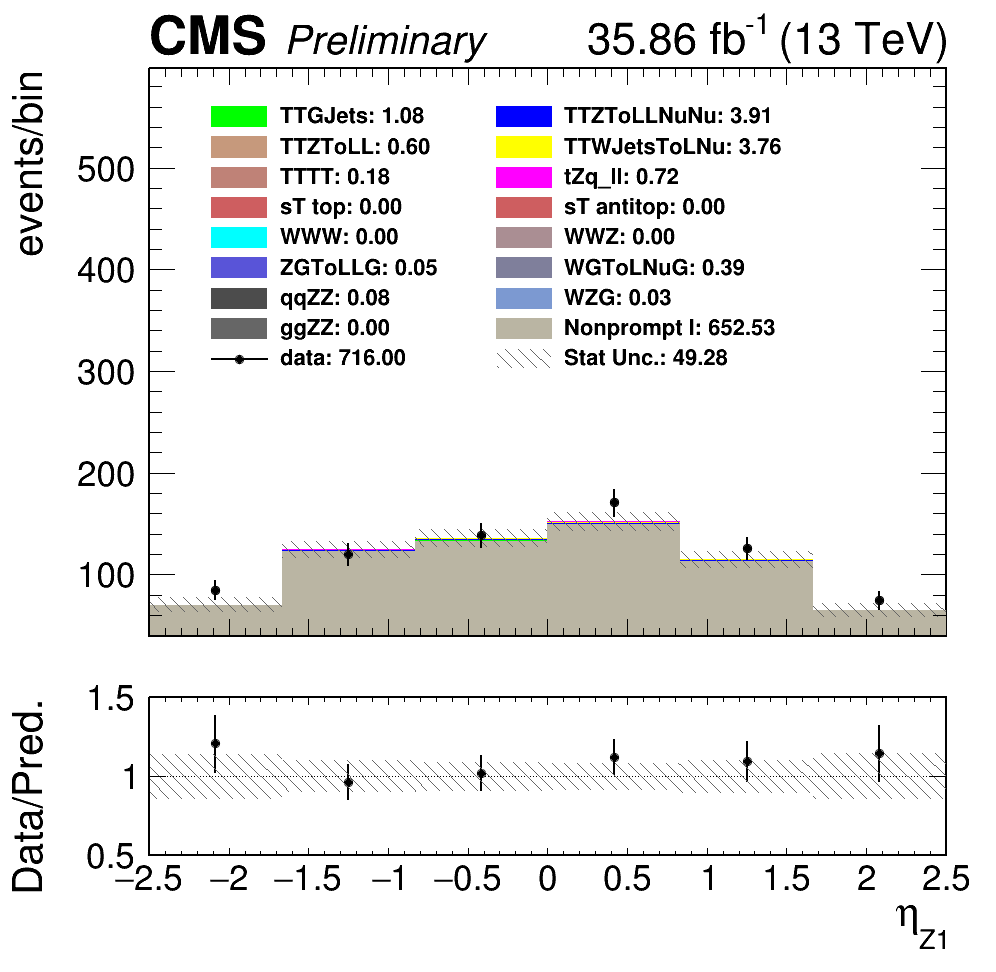 CMS Preliminary 35.86 fb-1 (13 TeV)
events/bin
TTGJets: 1.08 TTZToLLNuNu: 3.91
TTZToLL: 0.60 TTWJetsToLNu: 3.76
TTTT: 0.18 tZq_ll: 0.72
sT top: 0.00 sT antitop: 0.00
WWW: 0.00 WWZ: 0.00
ZGToLLG: 0.05 WGToLNuG: 0.39
qqZZ: 0.08 WZG: 0.03
ggZZ: 0.00 Nonprompt l: 652.53
data: 716.00 Stat Unc.: 49.28
500
400
300
200
100
Data/Pred.
1.5
1
0.5
−2.5 −2 −1.5 −1 −0.5 0 0.5 1 1.5 2 2.5
ηZ1